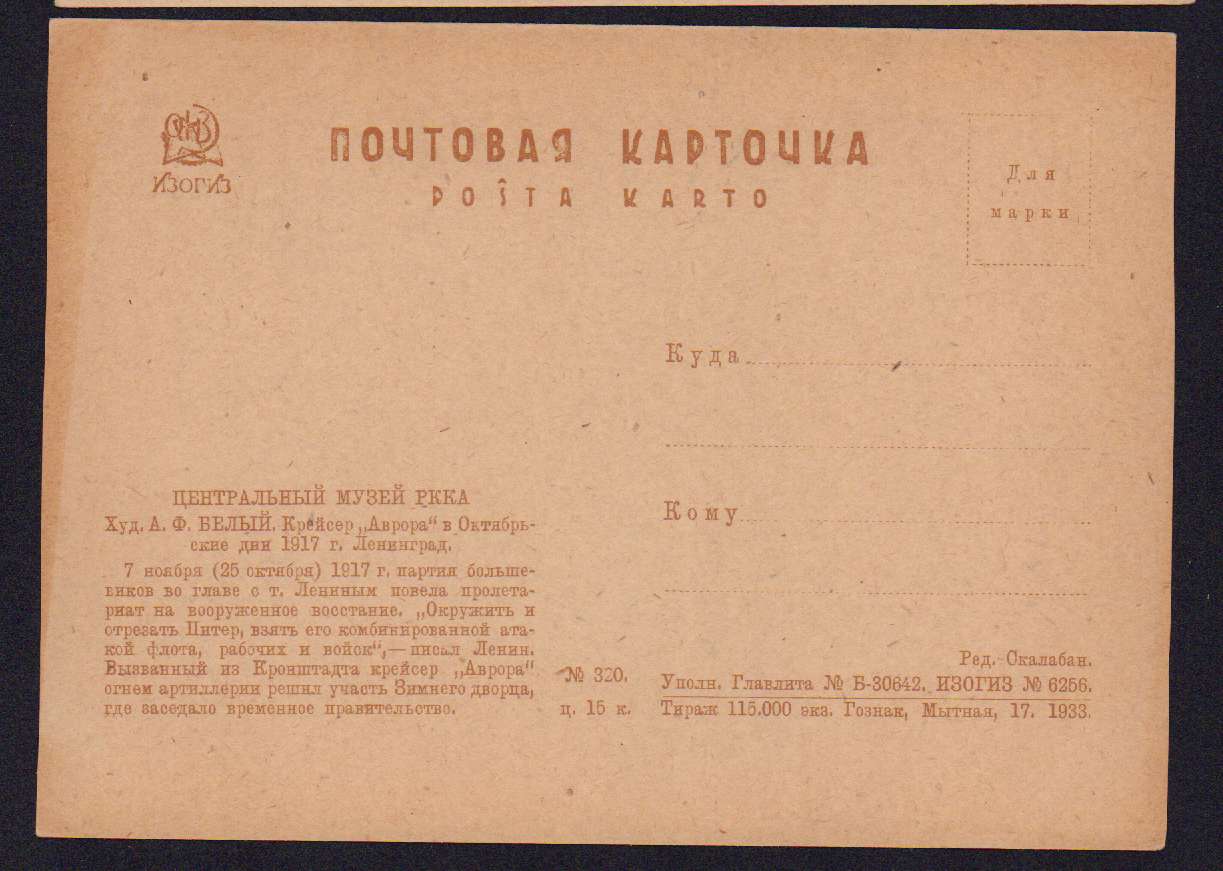 ИЗОГИЗ
ПОЧТОВАЯ КАРТОЧКА
POŜTA KARTO
Для
марки
Куда
Кому
ЦЕНТРАЛЬНЫЙ МУЗЕЙ РККА
Худ. А. Ф. БЕЛЫЙ. Крейсер „Аврора“ в Октябрь-
ские дни 1917 г. Ленинград.
7 ноября (25 октября) 1917 г. партия больше-
виков во главе с т. Лениным повела пролета-
риат на вооруженное восстание. „Окружить и
отрезать Питер, взять его комбинированной ата-
кой флота, рабочих и войск“,—писал Ленин.
Вызванный из Кронштадта крейсер „Аврора“
огнем артиллерии решил участь Зимнего дворца,
где заседало временное правительство.
№ 320.
ц. 15 к.
Ред. Скалабан.
Уполн. Главлита № Б-30642. ИЗОГИЗ № 6256.
Тираж 115.000 экз. Гознак, Мытная, 17. 1933.